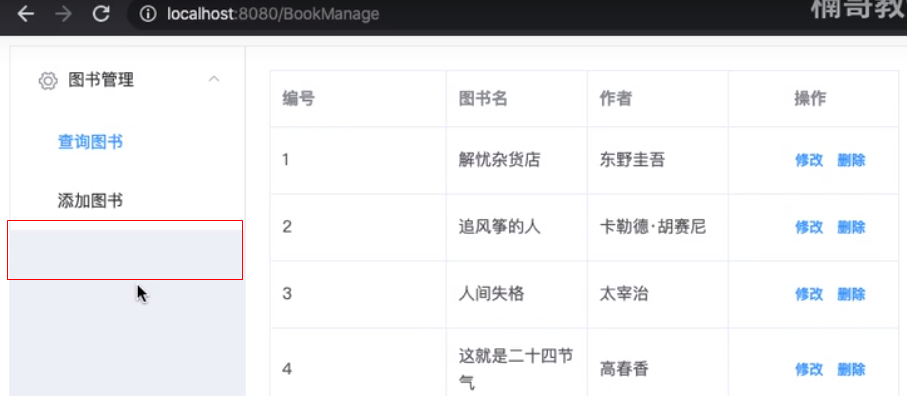 localhost:8080/BookManage
楠哥教
图书管理
查询图书
添加图书
编号 图书名 作者 操作
1 解忧杂货店 东野圭吾 修改 删除
2 追风筝的人 卡勒德·胡赛尼 修改 删除
3 人间失格 太宰治 修改 删除
4 这就是二十四节 高春香 修改 删除
气